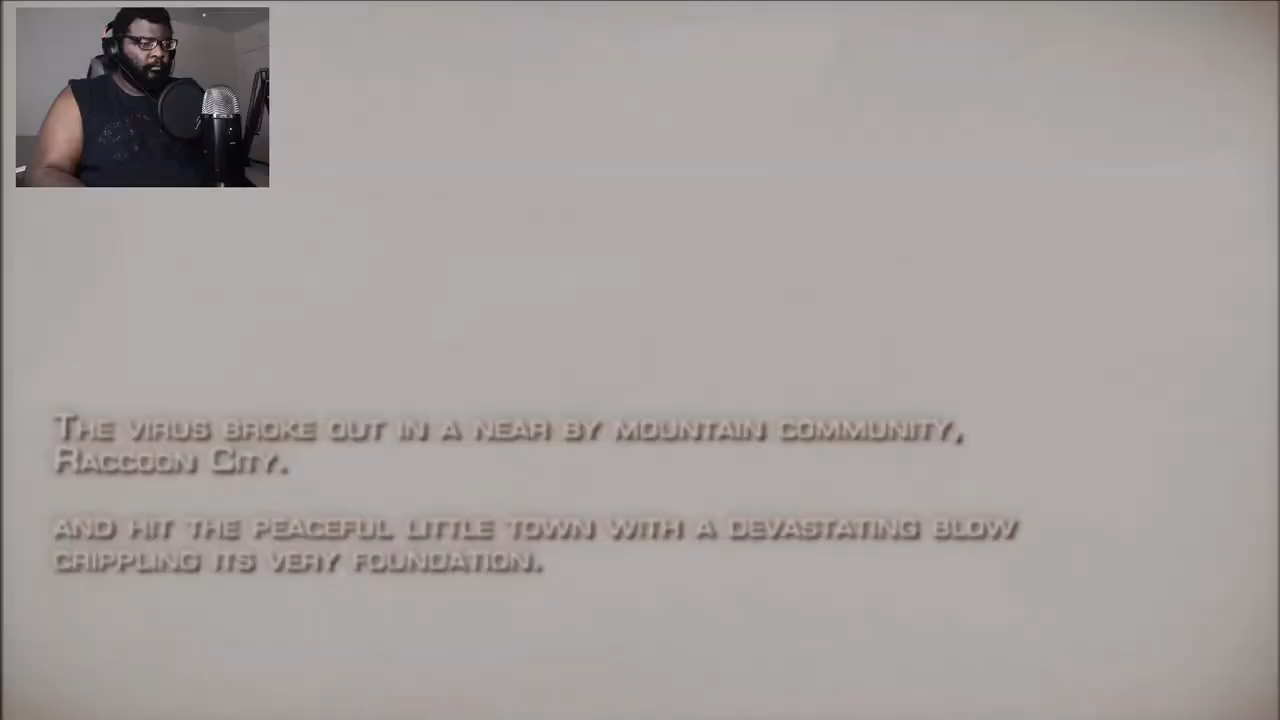 The virus broke out in a near by mountain community,
Raccoon City.
and hit the peaceful little town with a devastating blow
crippling its very foundation.